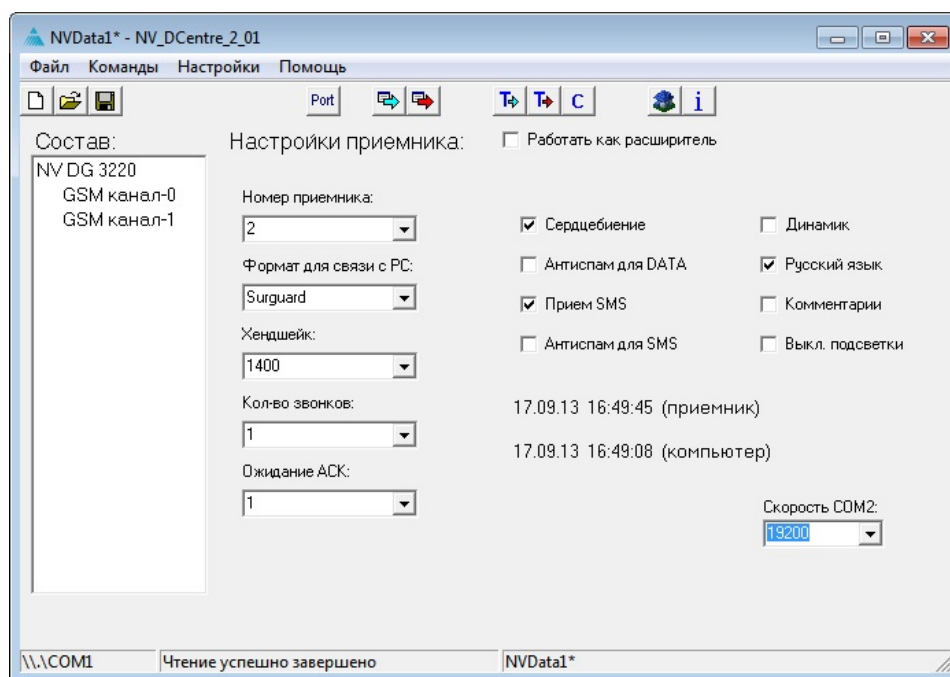 NVData1* - NV_DCentre_2_01
Файл Команды Настройки Помощь
Port T T C i
Состав:
NV DG 3220
GSM канал-0
GSM канал-1
Настройки приемника:
Работать как расширитель
Номер приемника:
2
Формат для связи с PC:
Surguard
Хендшейк:
1400
Кол-во звонков:
1
Ожидание ACK:
1
Сердцебиение
Антиспам для DATA
Прием SMS
Антиспам для SMS
Динамик
Русский язык
Комментарии
Выкл. подсветки
17.09.13 16:49:45 (приемник)
17.09.13 16:49:08 (компьютер)
Скорость COM2:
19200
\\.\COM1 Чтение успешно завершено NVData1*